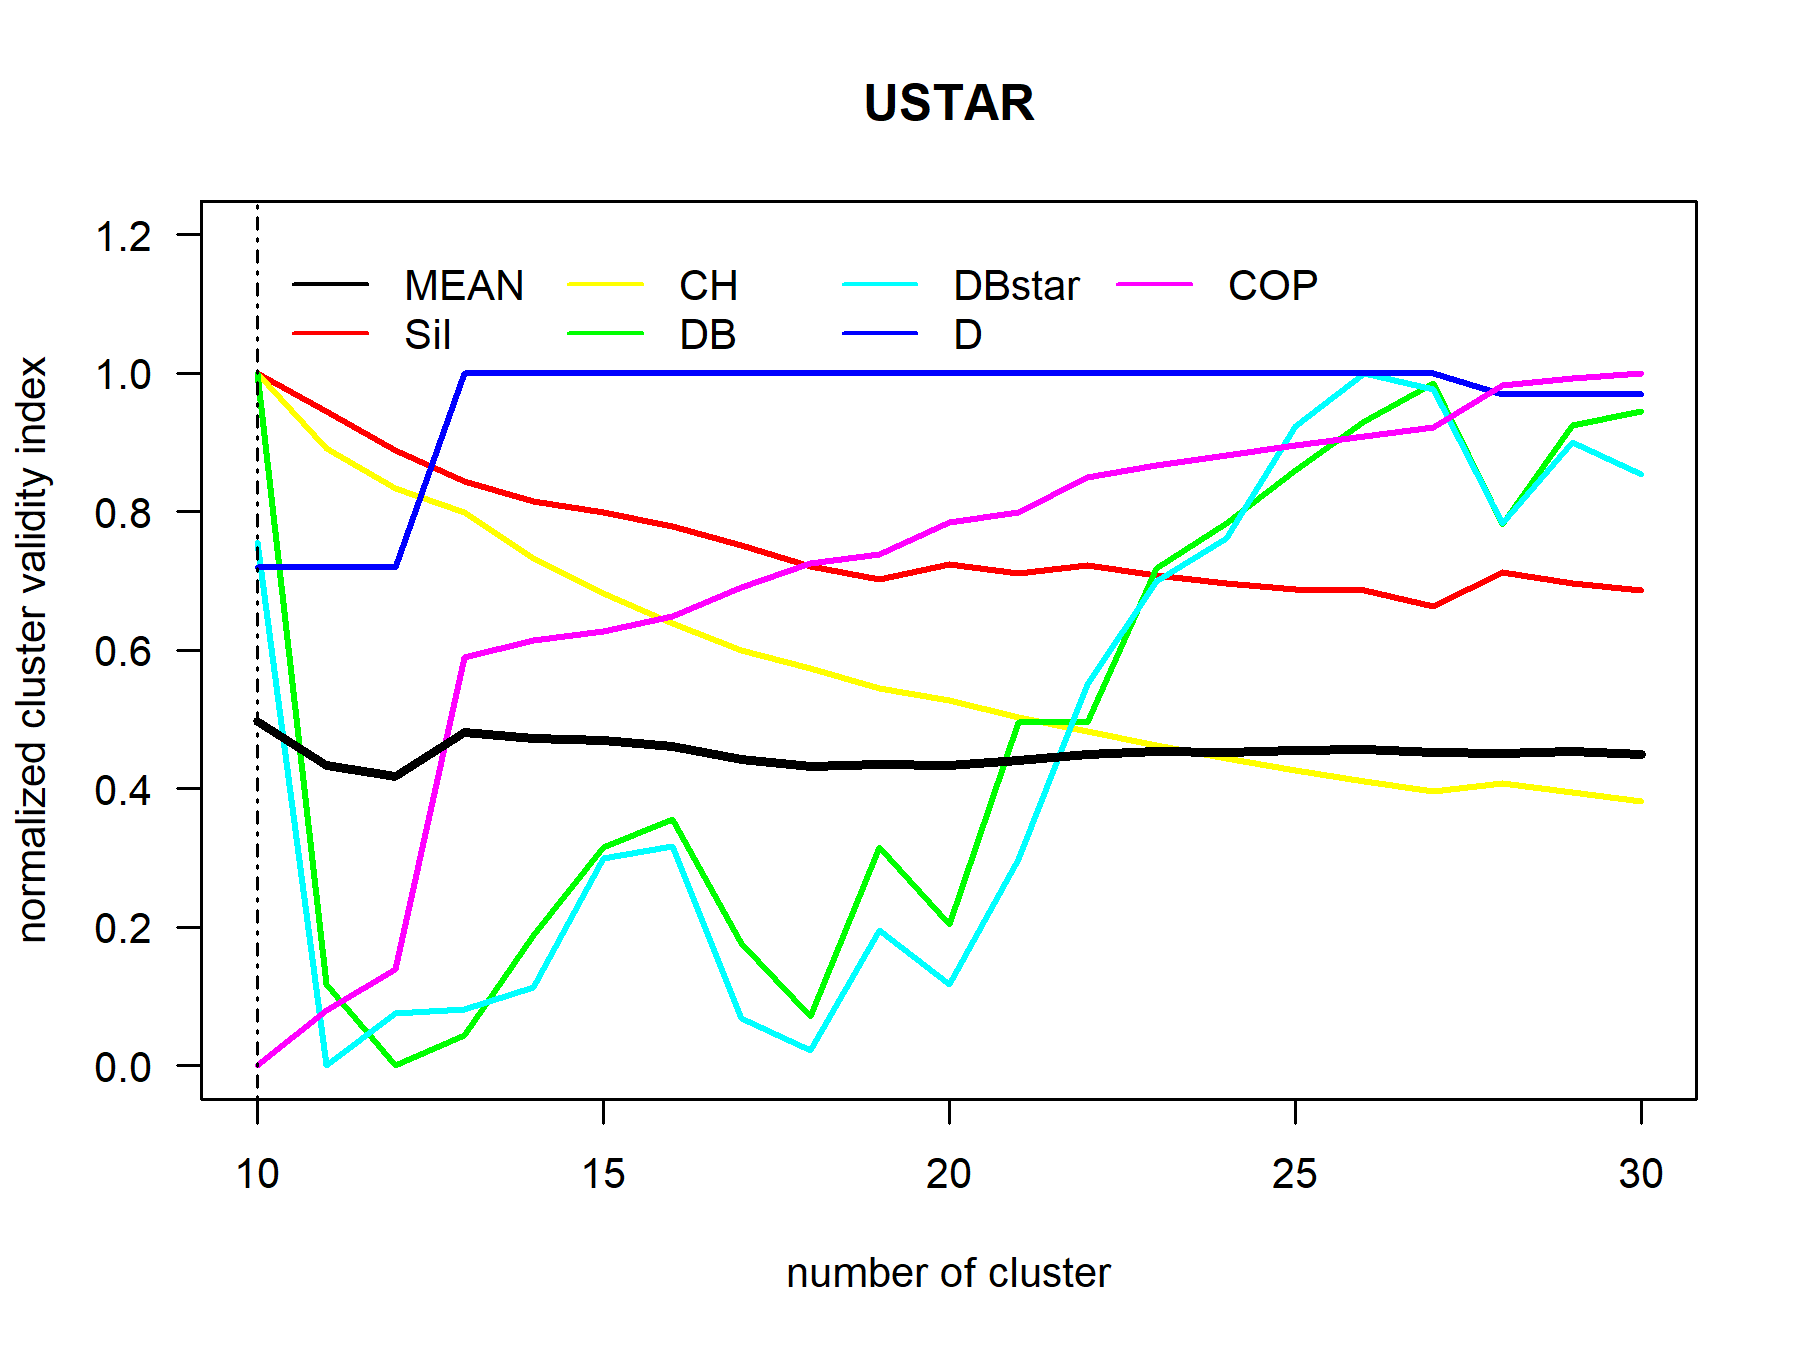 USTAR
normalized cluster validity index
1.2
1.0
0.8
0.6
0.4
0.2
0.0
MEAN CH DBstar COP
Sil DB D
10 15 20 25 30
number of cluster